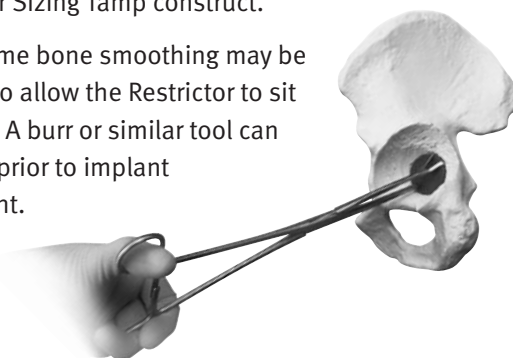 Sizing Tamp construct.
me bone smoothing may be
o allow the Restrictor to sit
A burr or similar tool can
prior to implant
nt.